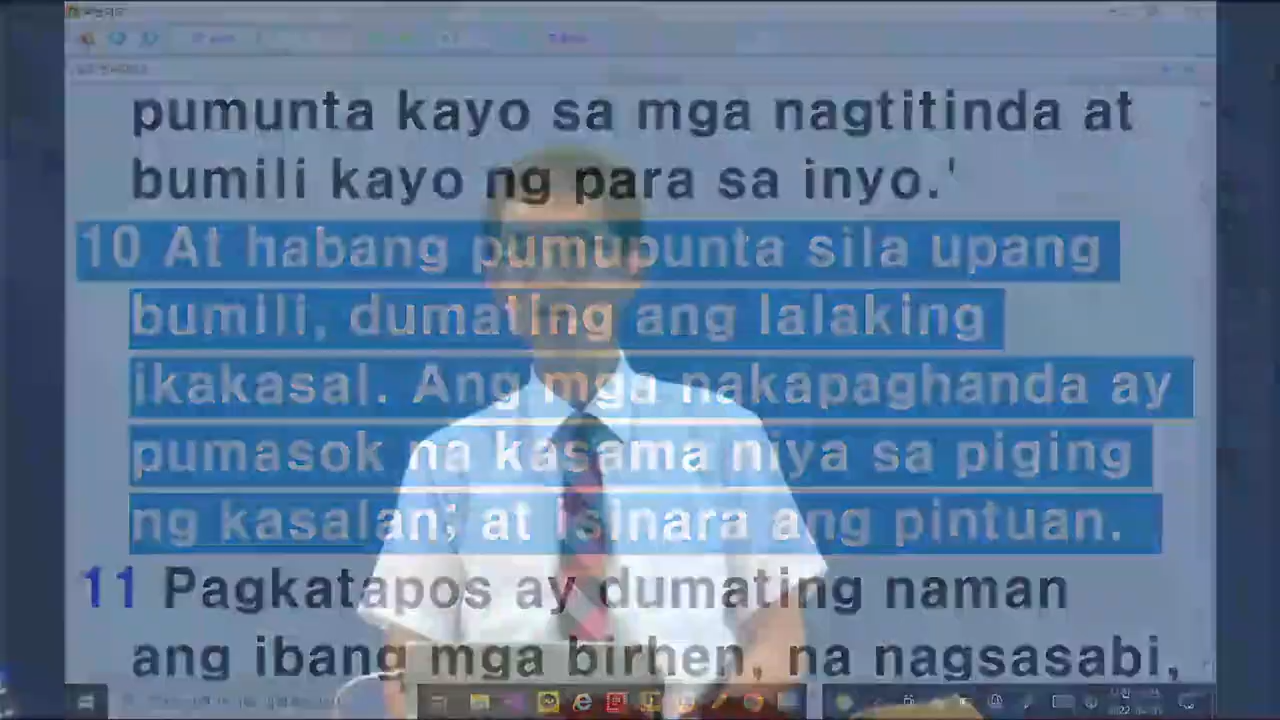 pumunta kayo sa mga nagtitinda at
bumili kayo ng para sa inyo.'
10 At habang pumupunta sila upang
bumili, dumating ang lalaking
ikakasal. Ang mga nakapaghanda ay
pumasok na kasama niya sa piging
ng kasalan; at isinara ang pintuan.
11 Pagkatapos ay dumating naman
ang ibang mga birhen, na nagsasabi,